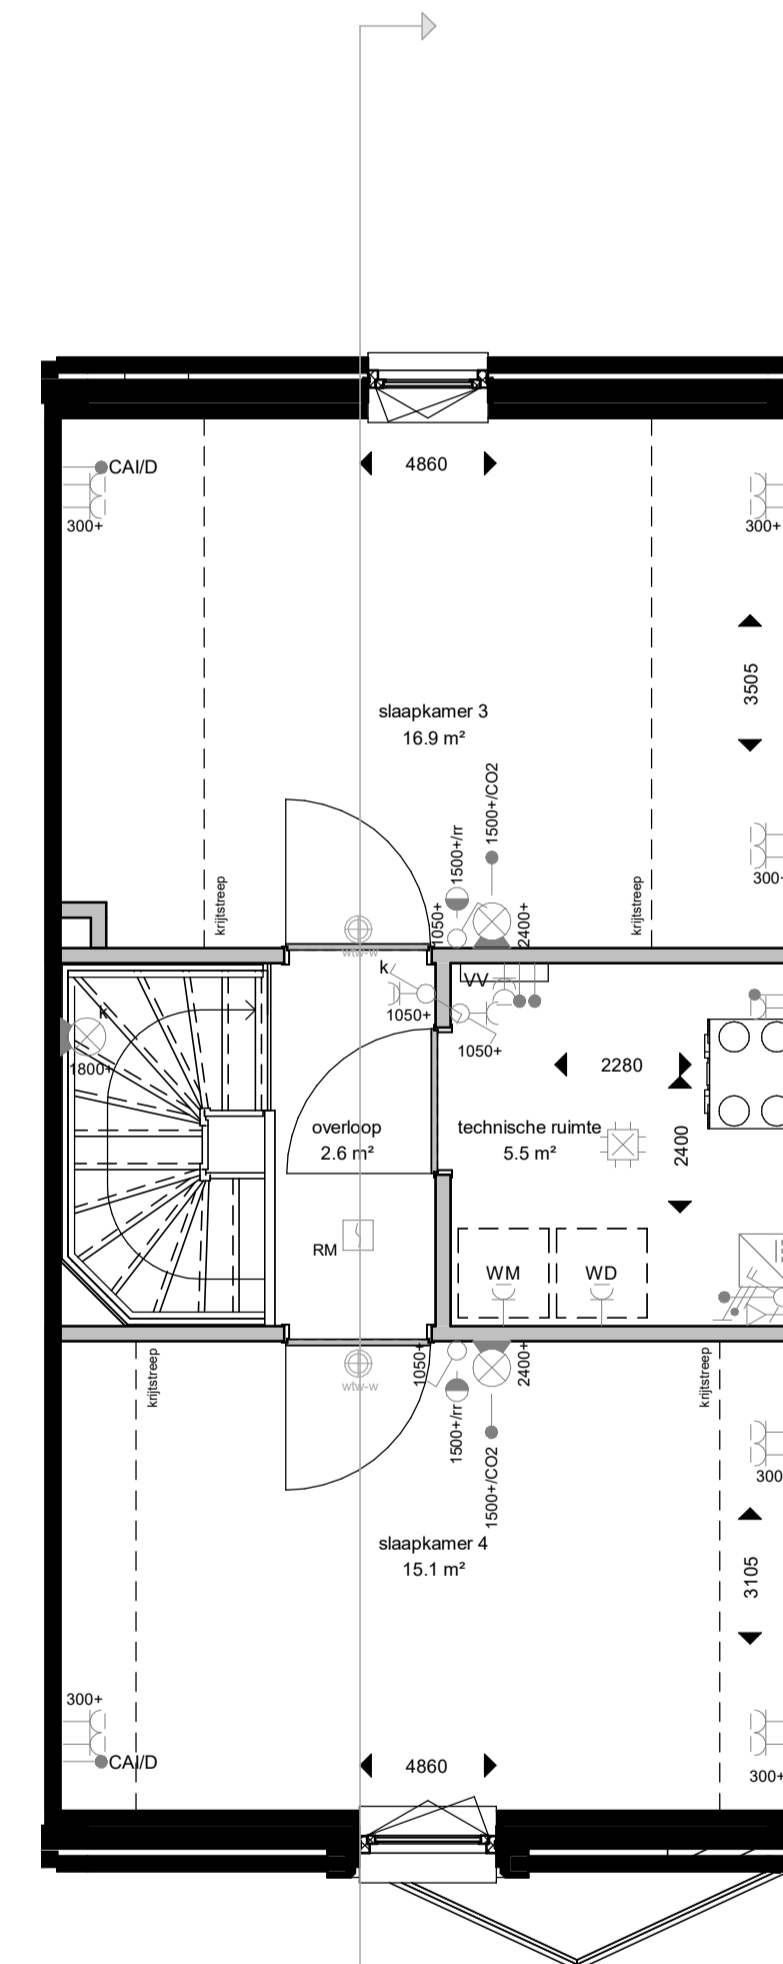 CAI/D
300+
4860
300+
3505
slaapkamer 3
16.9 m²
1500+/CO2
1500+/rr
300+
krijtstreep
krijtstreep
1050+
2400+
wtw-w
k
VV
k
1050+
1800+
1050+
2280
overloop
2.6 m²
technische ruimte
5.5 m²
2400
RM
WM
WD
krijtstreep
krijtstreep
1050+
2400+
wtw-w
1500+/rr
1500+/CO2
300
slaapkamer 4
15.1 m²
3105
300+
CAI/D
4860
300+